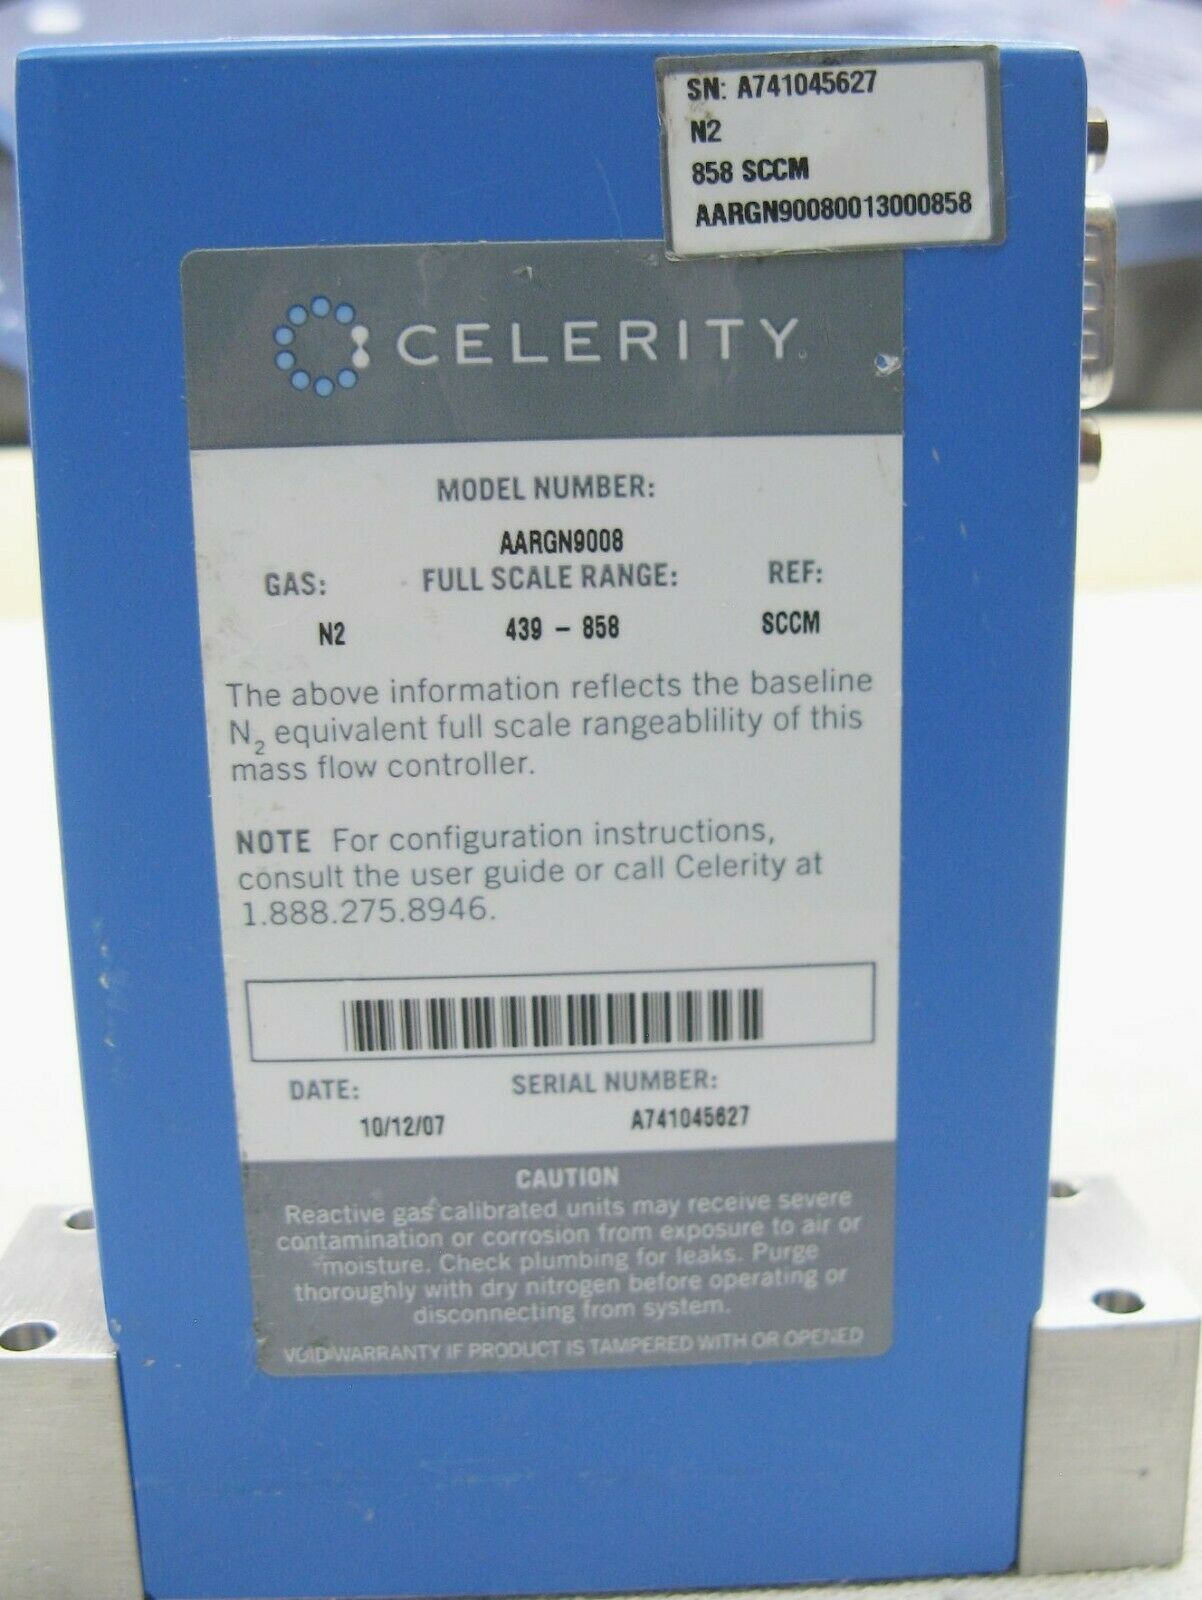 SN: A741045627
N2
858 SCCM
AARGN90080013000858
CELERITY
MODEL NUMBER:
AARGN9008
GAS: FULL SCALE RANGE: REF:
N2 439 - 858 SCCM
The above information reflects the baseline
N2 equivalent full scale rangeablility of this
mass flow controller.
NOTE For configuration instructions,
consult the user guide or call Celerity at
1.888.275.8946.
DATE: SERIAL NUMBER:
10/12/07 A741045627
CAUTION
Reactive gas calibrated units may receive severe
contamination or corrosion from exposure to air or
moisture. Check plumbing for leaks. Purge
thoroughly with dry nitrogen before operating or
disconnecting from system.
VOID WARRANTY IF PRODUCT IS TAMPERED WITH OR OPENED